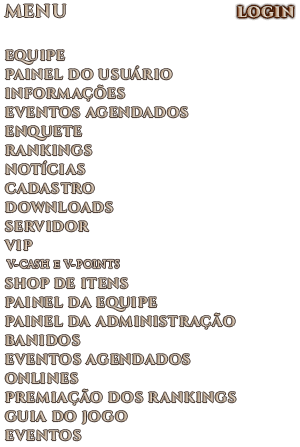 MENU LOGIN
EQUIPE
PAINEL DO USUÁRIO
INFORMAÇÕES
EVENTOS AGENDADOS
ENQUETE
RANKINGS
NOTÍCIAS
CADASTRO
DOWNLOADS
SERVIDOR
VIP
V-CASH E V-POINTS
SHOP DE ITENS
PAINEL DA EQUIPE
PAINEL DA ADMINISTRAÇÃO
BANIDOS
EVENTOS AGENDADOS
ONLINES
PREMIAÇÃO DOS RANKINGS
GUIA DO JOGO
EVENTOS